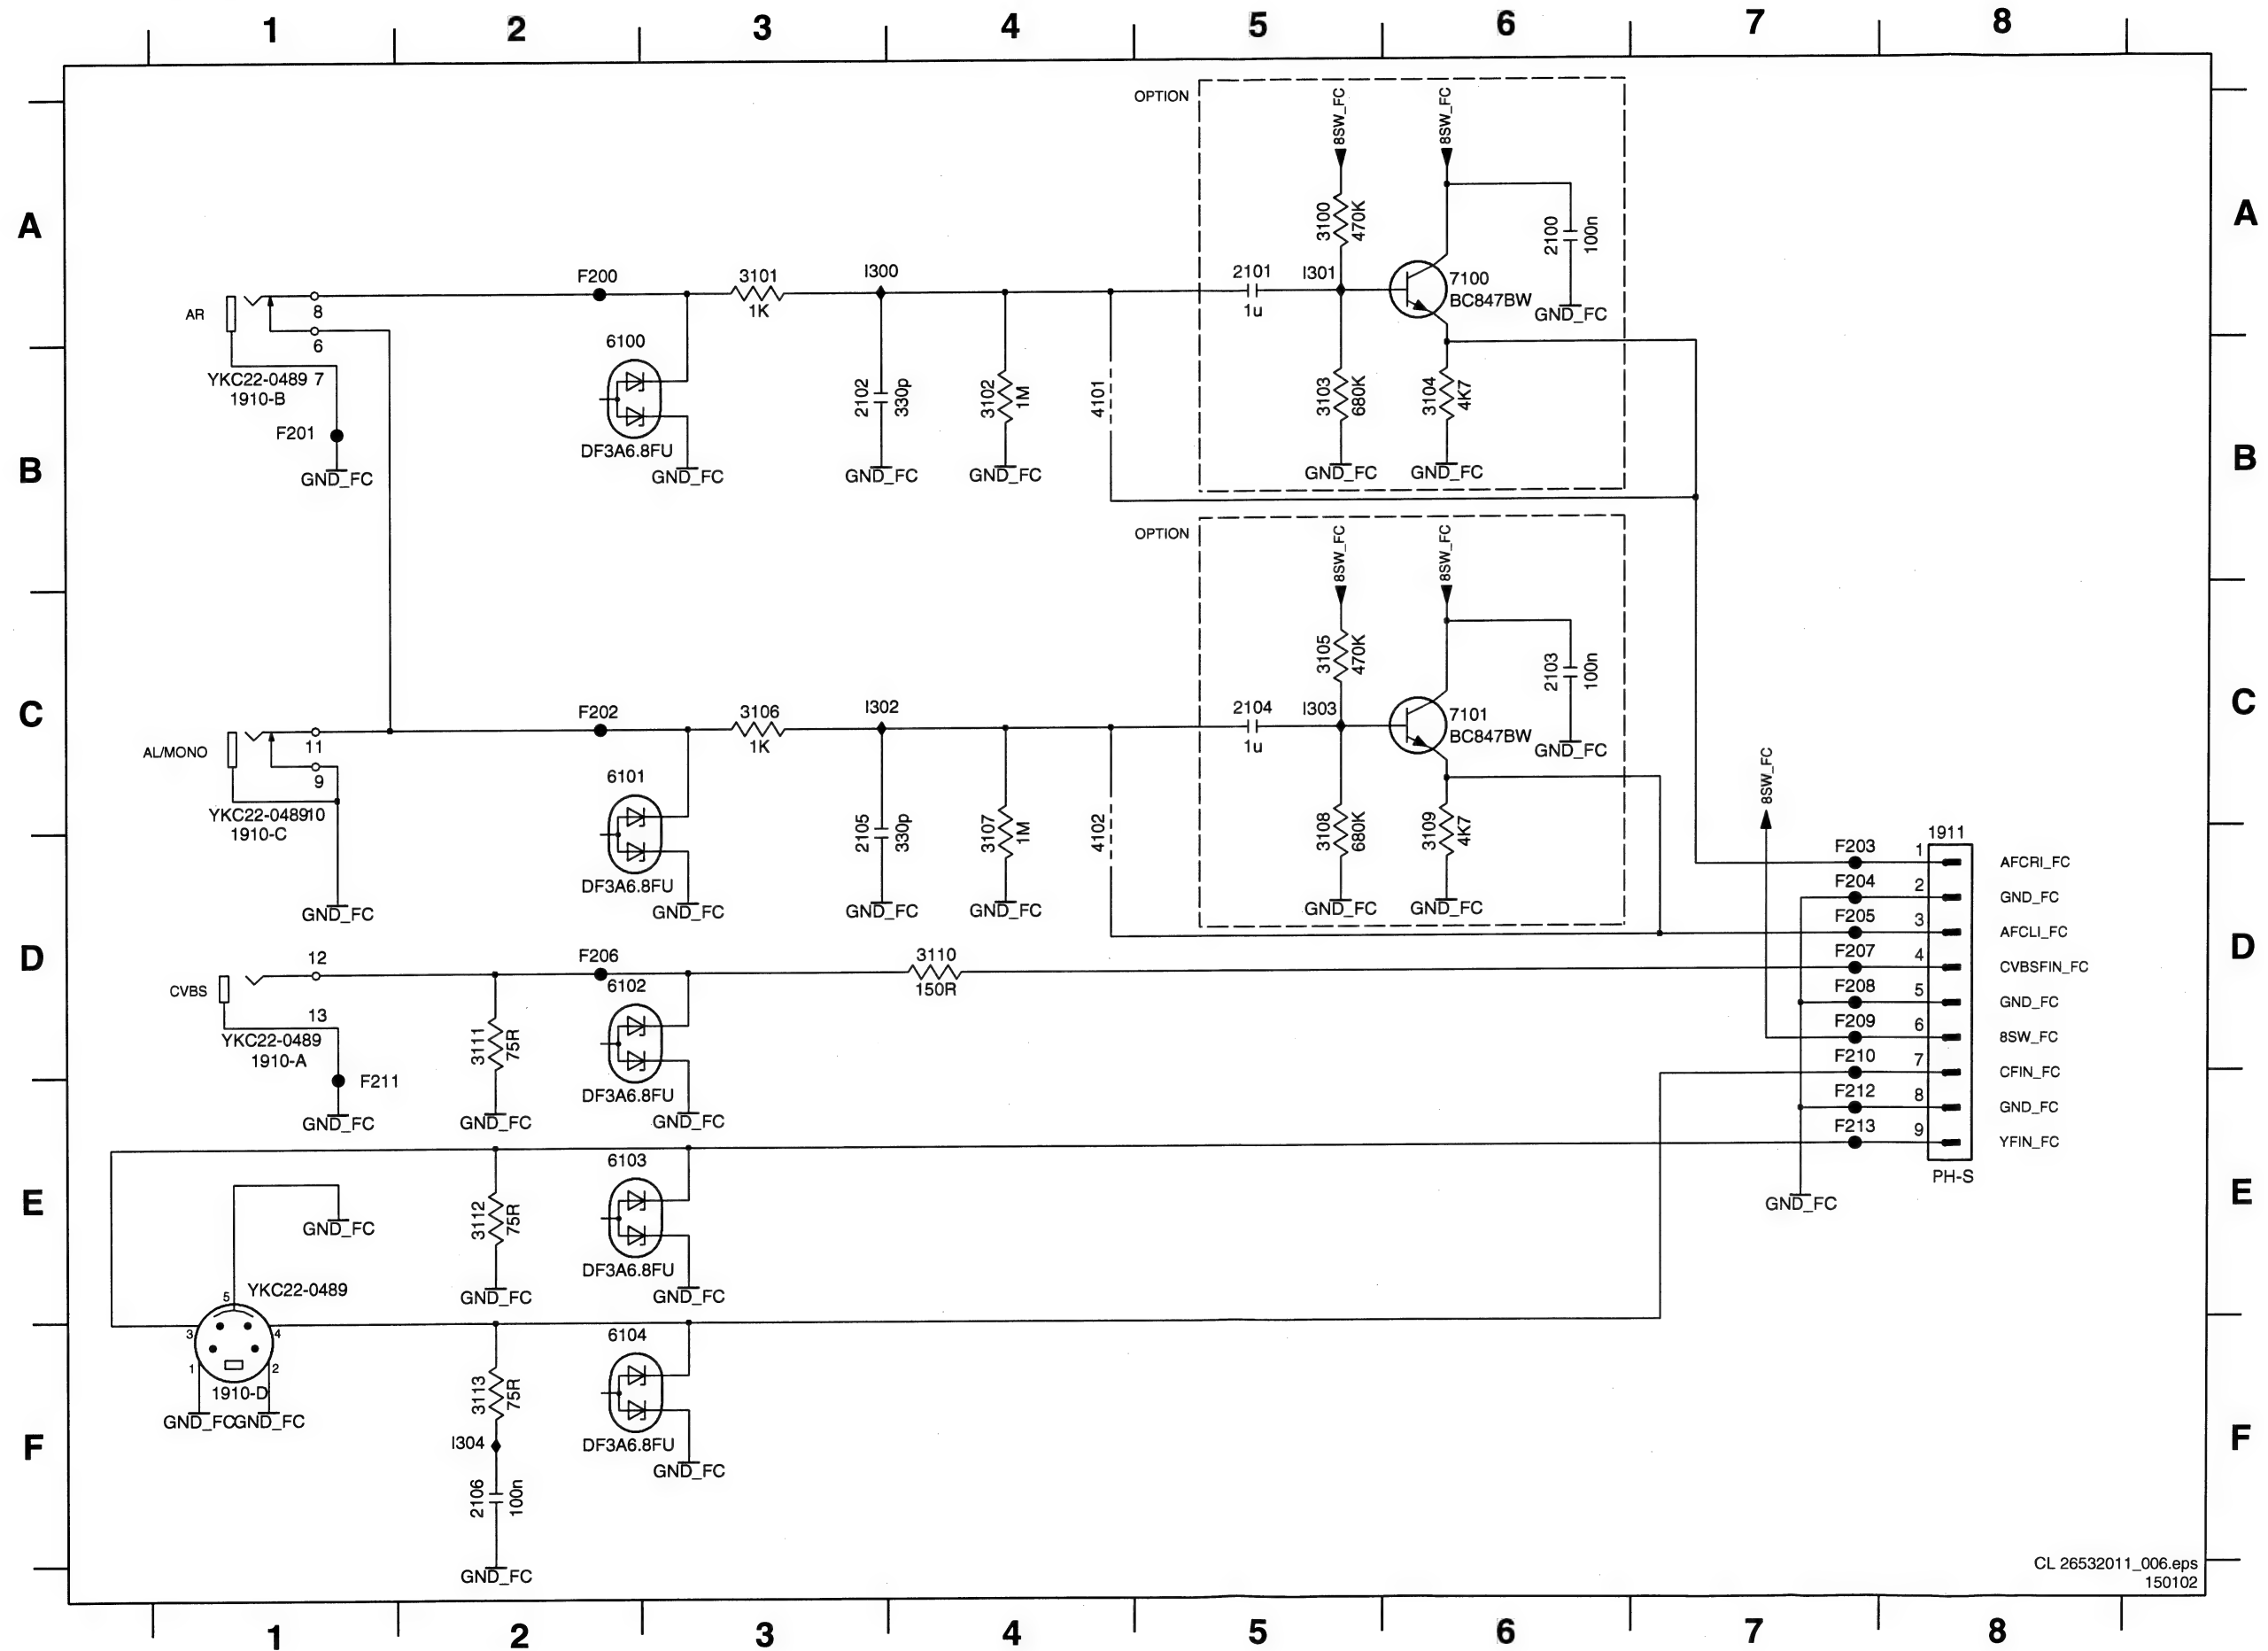 1 2 3 4 5 6 7 8
A A
B B
C C
D D
E E
F F
OPTION
8SW_FC
8SW_FC
3100
470K
2100
100n
AR
8
6
YKC22-0489 7
1910-B
F201
GND_FC
F200
6100
DF3A6.8FU
GND_FC
3101
1K
I300
2102
330p
GND_FC
3102
1M
GND_FC
4101
2101
1u
I301
7100
BC847BW
GND_FC
3103
680K
GND_FC
3104
4K7
GND_FC
OPTION
8SW_FC
8SW_FC
3105
470K
2103
100n
AL/MONO
11
9
YKC22-048910
1910-C
GND_FC
F202
6101
DF3A6.8FU
GND_FC
3106
1K
I302
2105
330p
GND_FC
3107
1M
GND_FC
4102
2104
1u
I303
7101
BC847BW
GND_FC
3108
680K
GND_FC
3109
4K7
GND_FC
8SW_FC
CVBS
12
13
YKC22-0489
1910-A
F211
GND_FC
3111
75R
GND_FC
F206
6102
DF3A6.8FU
GND_FC
3110
150R
1911
F203 1 AFCRI_FC
F204 2 GND_FC
F205 3 AFCLI_FC
F207 4 CVBSFIN_FC
F208 5 GND_FC
F209 6 8SW_FC
F210 7 CFIN_FC
F212 8 GND_FC
F213 9 YFIN_FC
PH-S
GND_FC
GND_FC
YKC22-0489
5
3
4
1
2
1910-D
GND_FC
GND_FC
3112
75R
GND_FC
6103
DF3A6.8FU
GND_FC
3113
75R
I304
2106
100n
GND_FC
6104
DF3A6.8FU
GND_FC
CL 26532011_006.eps
150102
1 2 3 4 5 6 7 8